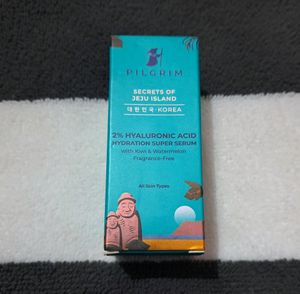 PILGRIM
SECRETS OF
JEJU ISLAND
대한민국·KOREA
2% HYALURONIC ACID
HYDRATION SUPER SERUM
With Kiwi & Watermelon
Fragrance-Free
All Skin Types